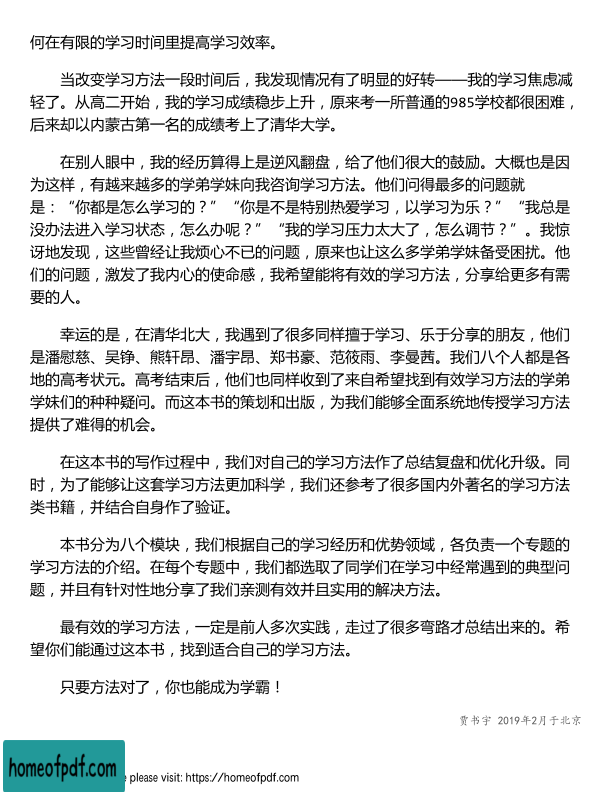 何在有限的学习时间里提高学习效率。
当改变学习方法一段时间后，我发现情况有了明显的好转——我的学习焦虑减
轻了。从高二开始，我的学习成绩稳步上升，原来考一所普通的985学校都很困难，
后来却以内蒙古第一名的成绩考上了清华大学。
在别人眼中，我的经历算得上是逆风翻盘，给了他们很大的鼓励。大概也是因
为这样，有越来越多的学弟学妹向我咨询学习方法。他们问得最多的问题就
是：“你都是怎么学习的？”“你是不是特别热爱学习，以学习为乐？”“我总是
没办法进入学习状态，怎么办呢？”“我的学习压力太大了，怎么调节？”。我惊
讶地发现，这些曾经让我烦心不已的问题，原来也让这么多学弟学妹备受困扰。他
们的问题，激发了我内心的使命感，我希望能将有效的学习方法，分享给更多有需
要的人。
幸运的是，在清华北大，我遇到了很多同样擅于学习、乐于分享的朋友，他们
是潘慰慈、吴铮、熊轩昂、潘宇昂、郑书豪、范筱雨、李曼茜。我们八个人都是各
地的高考状元。高考结束后，他们也同样收到了来自希望找到有效学习方法的学弟
学妹们的种种疑问。而这本书的策划和出版，为我们能够全面系统地传授学习方法
提供了难得的机会。
在这本书的写作过程中，我们对自己的学习方法作了总结复盘和优化升级。同
时，为了能够让这套学习方法更加科学，我们还参考了很多国内外著名的学习方法
类书籍，并结合自身作了验证。
本书分为八个模块，我们根据自己的学习经历和优势领域，各负责一个专题的
学习方法的介绍。在每个专题中，我们都选取了同学们在学习中经常遇到的典型问
题，并且有针对性地分享了我们亲测有效并且实用的解决方法。
最有效的学习方法，一定是前人多次实践，走过了很多弯路才总结出来的。希
望你们能通过这本书，找到适合自己的学习方法。
只要方法对了，你也能成为学霸！
贾书宇 2019年2月于北京
homeofpdf.com
e please visit: https://homeofpdf.com